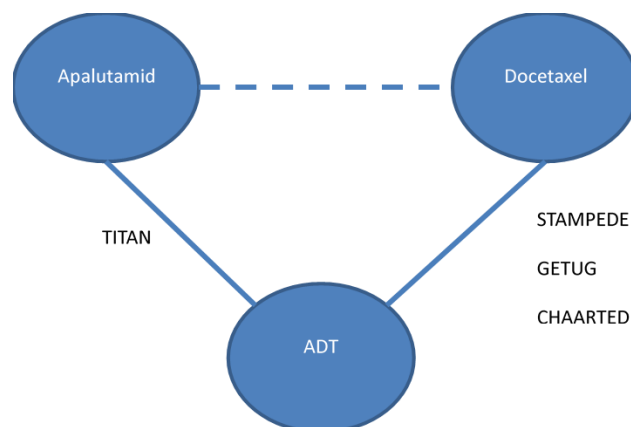 Apalutamid
Docetaxel
TITAN
STAMPEDE
GETUG
CHAARTED
ADT